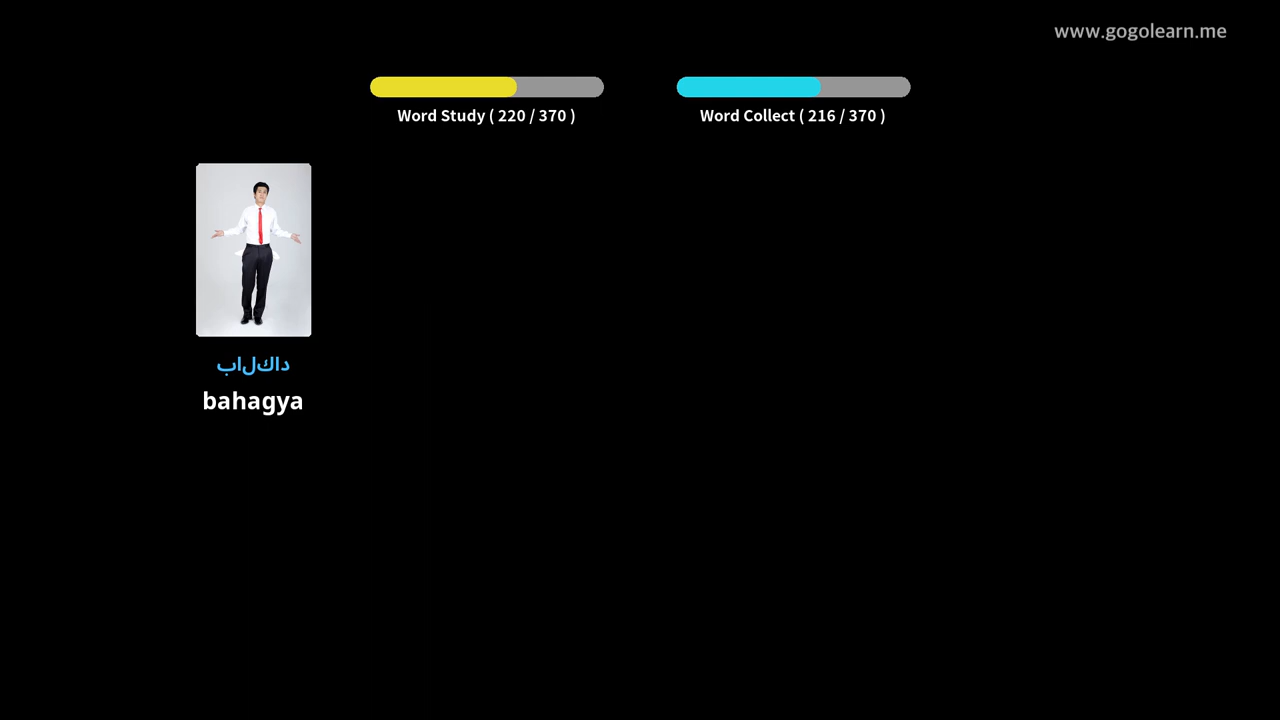 www.gogolearn.me
Word Study ( 220 / 370 )
Word Collect ( 216 / 370 )
داكلاب
bahagya